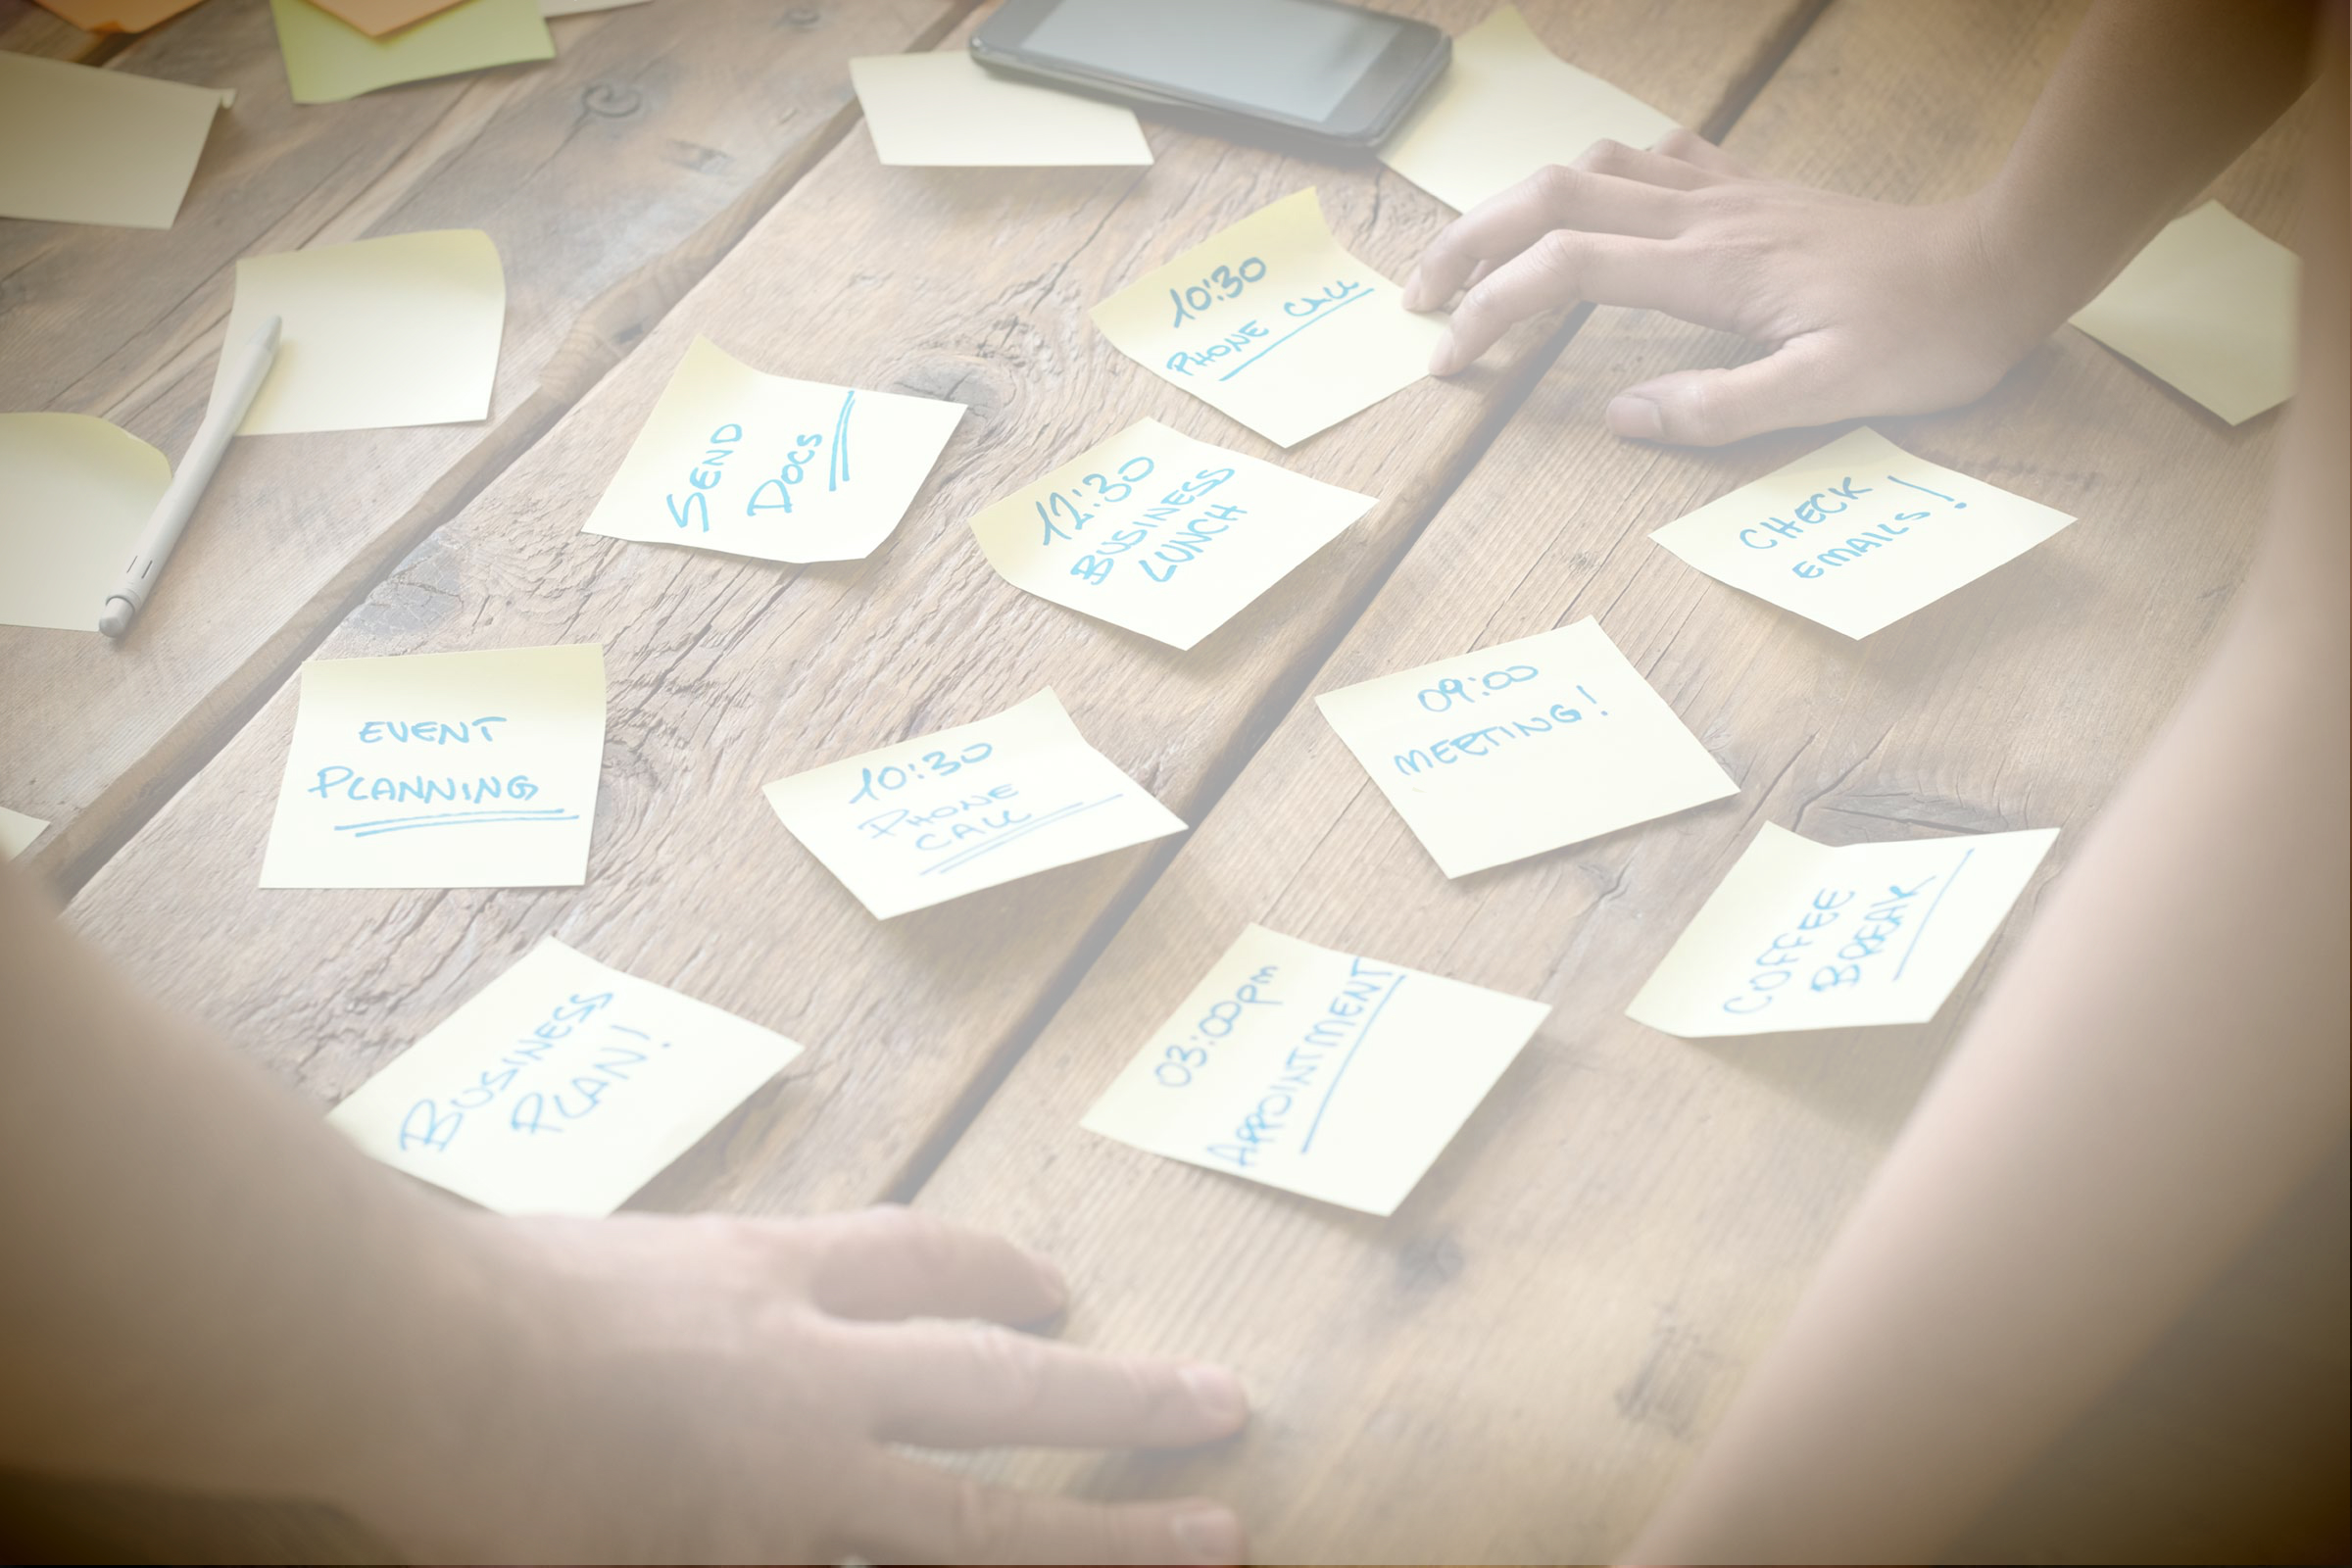 10:30
PHONE CALL
SEND
DOCS
12:30
BUSINESS
LUNCH
CHECK
EMAILS!
EVENT
PLANNING
10:30
PHONE
CALL
09:00
MEETING!
COFFEE
BREAK
BUSINESS
PLAN!
03:00pm
APPOINTMENT